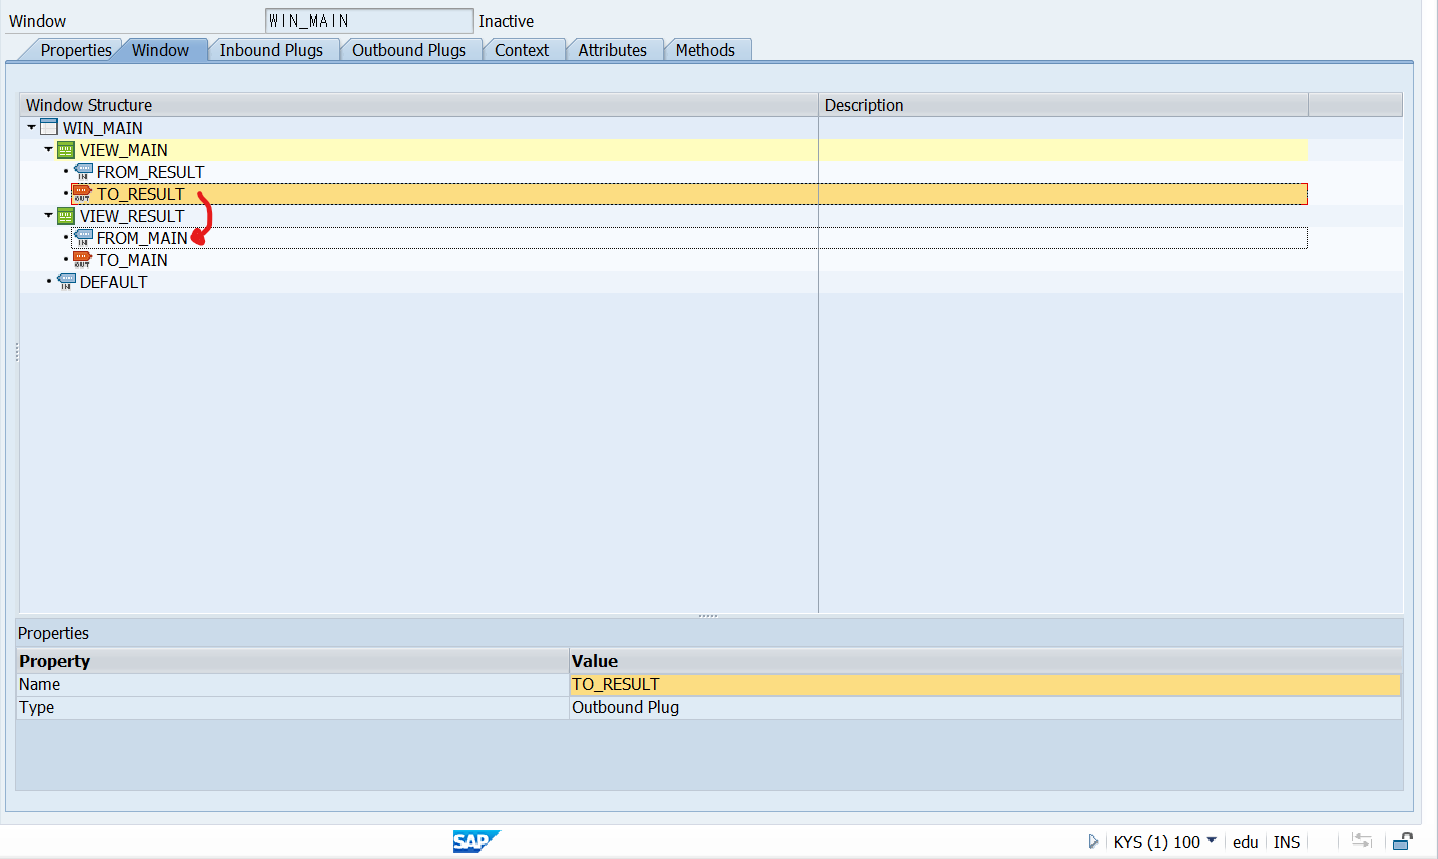 Window WIN_MAIN Inactive
Properties Window Inbound Plugs Outbound Plugs Context Attributes Methods
Window Structure Description
WIN_MAIN
VIEW_MAIN
IN FROM_RESULT
OUT TO_RESULT
VIEW_RESULT
IN FROM_MAIN
OUT TO_MAIN
IN DEFAULT
Properties
Property Value
Name TO_RESULT
Type Outbound Plug
SAP KYS (1) 100 edu INS